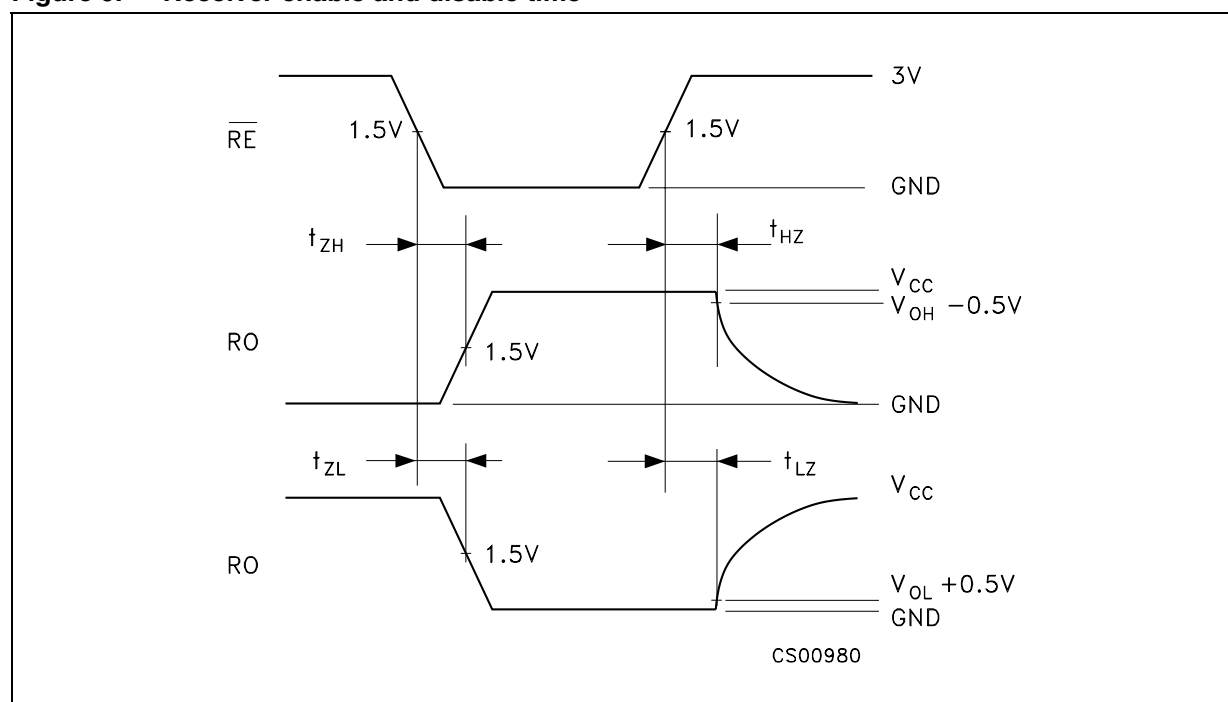 3V
R̅E̅
1.5V
1.5V
GND
tZH
tHZ
VCC
VOH −0.5V
RO
1.5V
GND
tZL
tLZ
VCC
RO
1.5V
VOL +0.5V
GND
CS00980